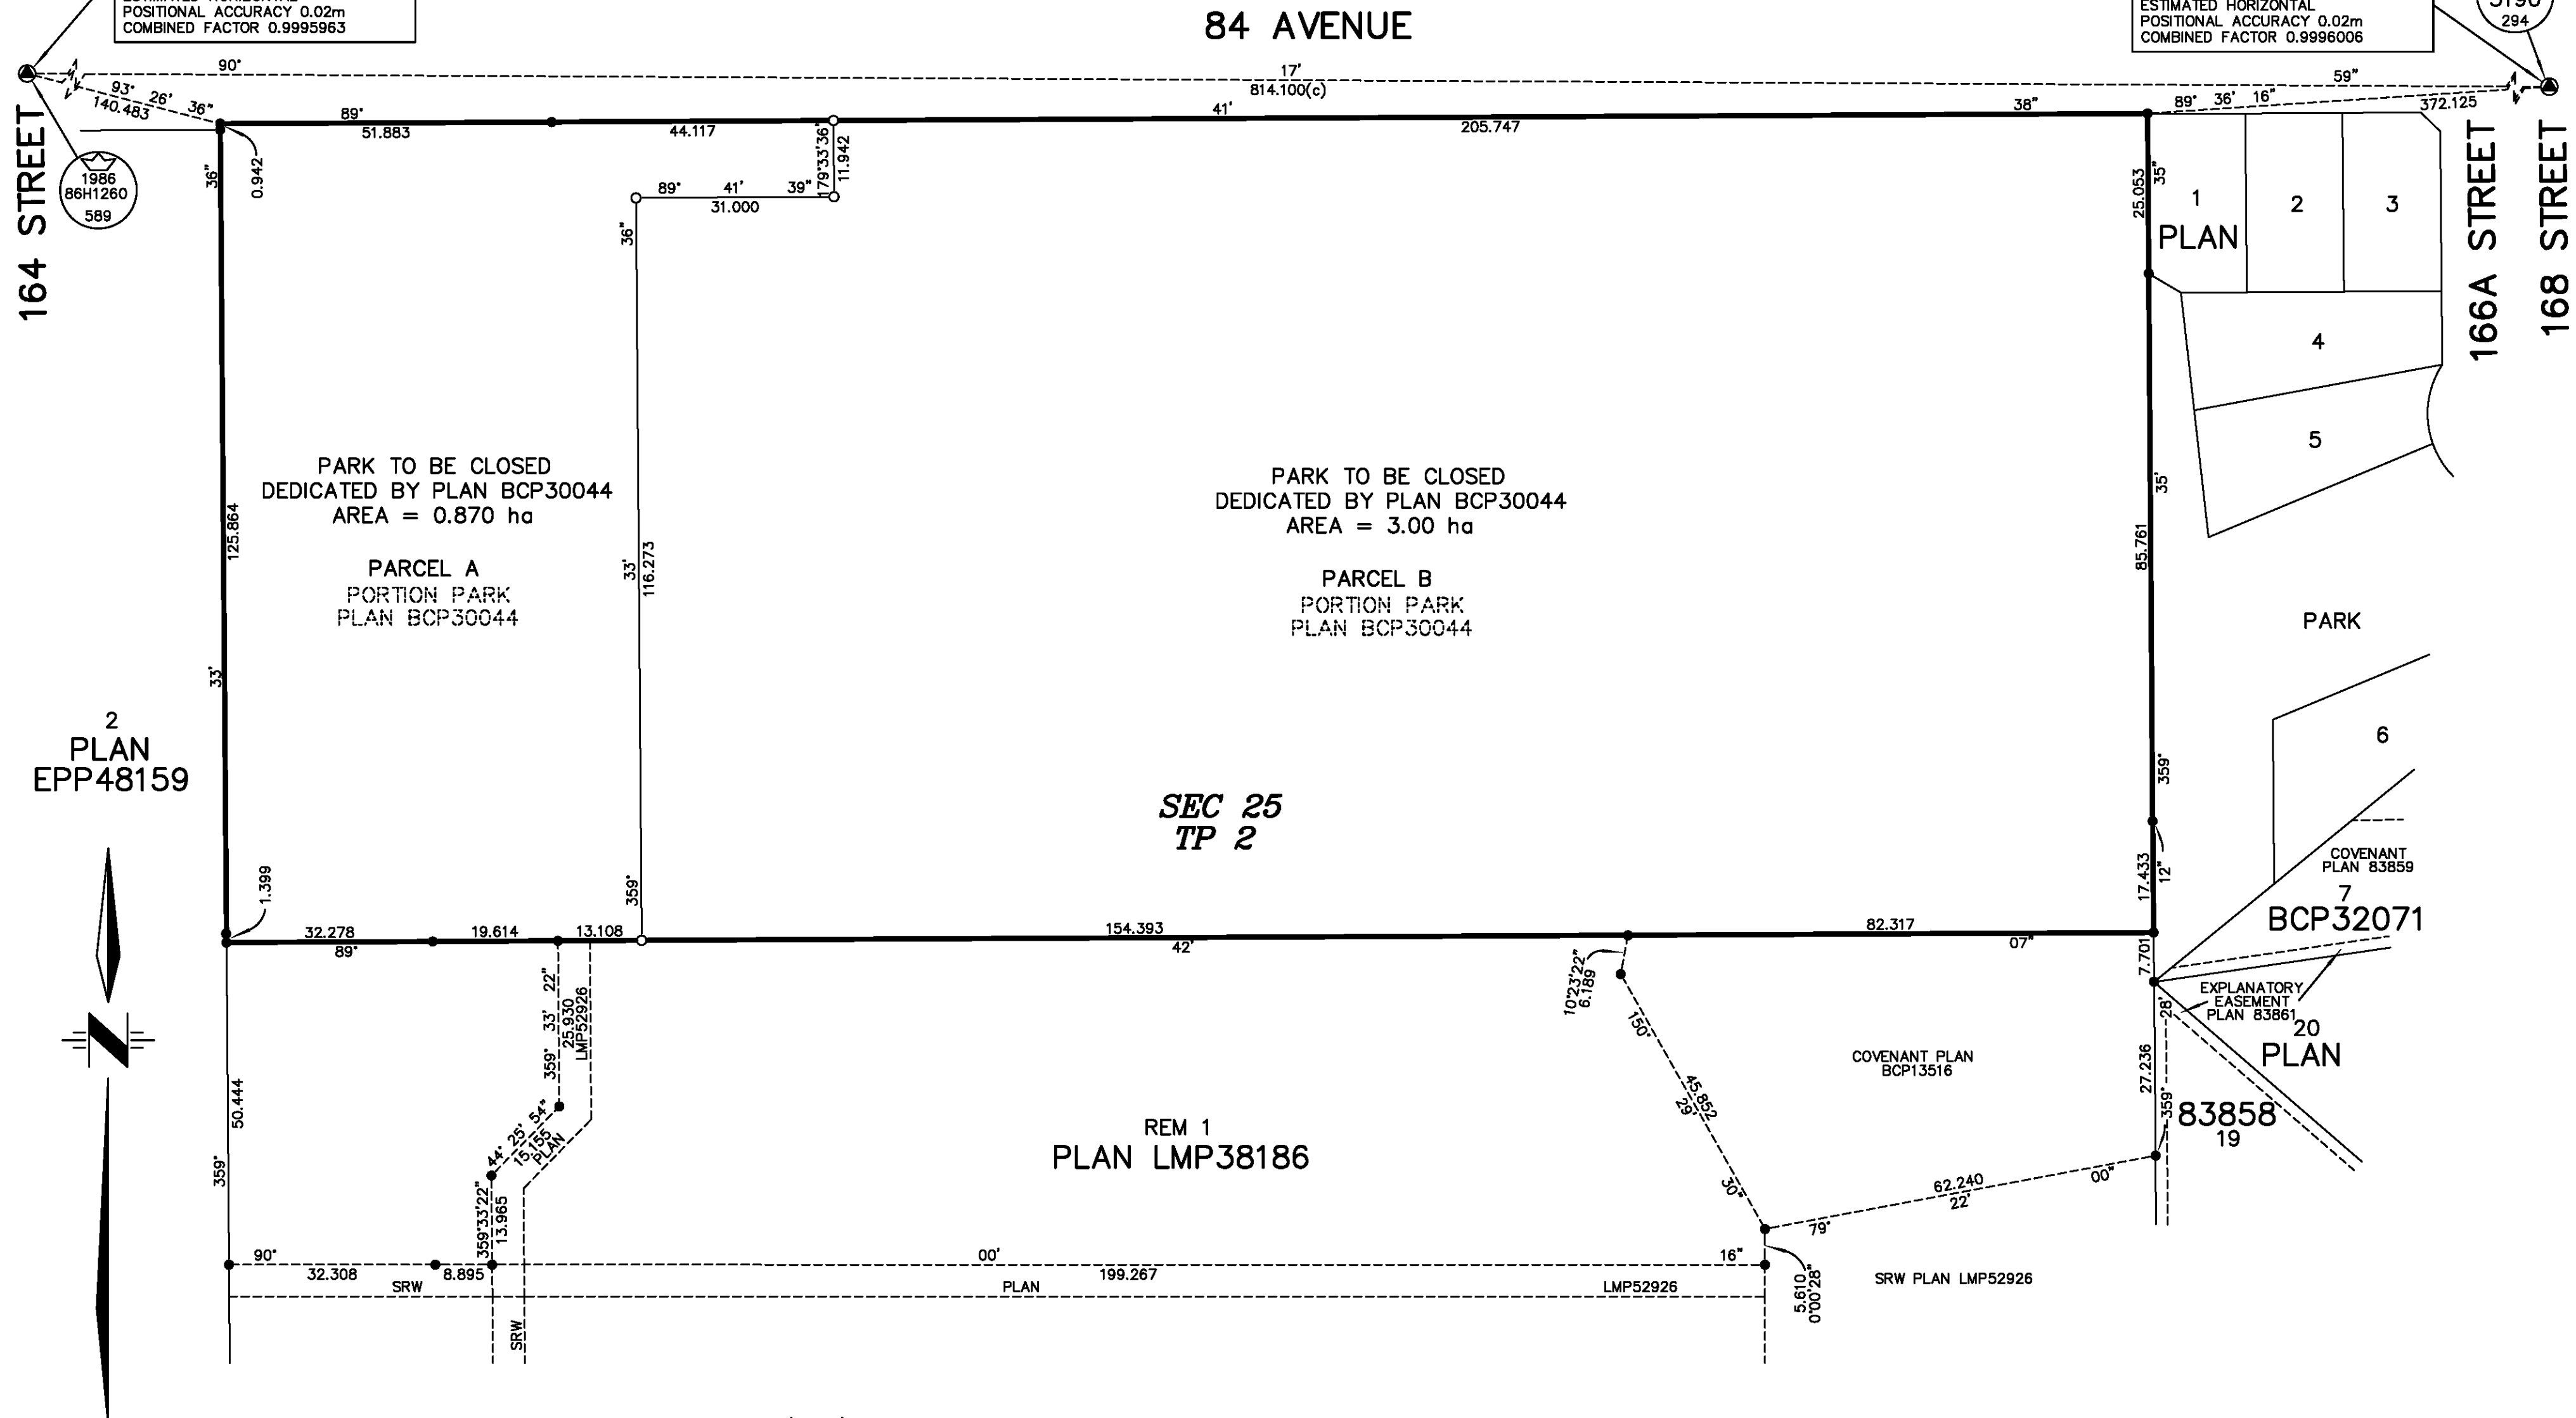 POSITIONAL ACCURACY 0.02m
COMBINED FACTOR 0.9995963
84 AVENUE
ESTIMATED HORIZONTAL
POSITIONAL ACCURACY 0.02m
COMBINED FACTOR 0.9996006
294
90° 17' 59"
814.100(c)
93° 26' 36"
140.483
89° 41' 38"
51.883 44.117 205.747
89° 36' 16"
372.125
164 STREET
1986
86H1260
589
36"
0.942
179°33'36"
11.942
89° 41' 39"
31.000
36"
25.053
35"
1
PLAN
2
3
166A STREET
168 STREET
4
5
PARK TO BE CLOSED
DEDICATED BY PLAN BCP30044
AREA = 0.870 ha
PARCEL A
PORTION PARK
PLAN BCP30044
125.864
33'
33'
116.273
PARK TO BE CLOSED
DEDICATED BY PLAN BCP30044
AREA = 3.00 ha
PARCEL B
PORTION PARK
PLAN BCP30044
35'
85.761
PARK
2
PLAN
EPP48159
6
359°
SEC 25
TP 2
COVENANT
PLAN 83859
7
BCP32071
1.399
359°
17.433
12"
32.278 19.614 13.108 154.393 82.317
89° 42' 07"
7.701
359° 33' 22"
25.930
LMP52926
10°23'22"
6.189
EXPLANATORY
EASEMENT
PLAN 83861
20
PLAN
28'
150° 29' 30"
45.852
COVENANT PLAN
BCP13516
27.236
359°
83858
19
50.444
359°
44° 25' 54"
15.155
PLAN
REM 1
PLAN LMP38186
359°33'22"
13.965
62.240
79° 22' 00"
90° 00' 16"
32.308 8.895 199.267
SRW PLAN LMP52926
5.610
0°00'28"
SRW PLAN LMP52926
SRW